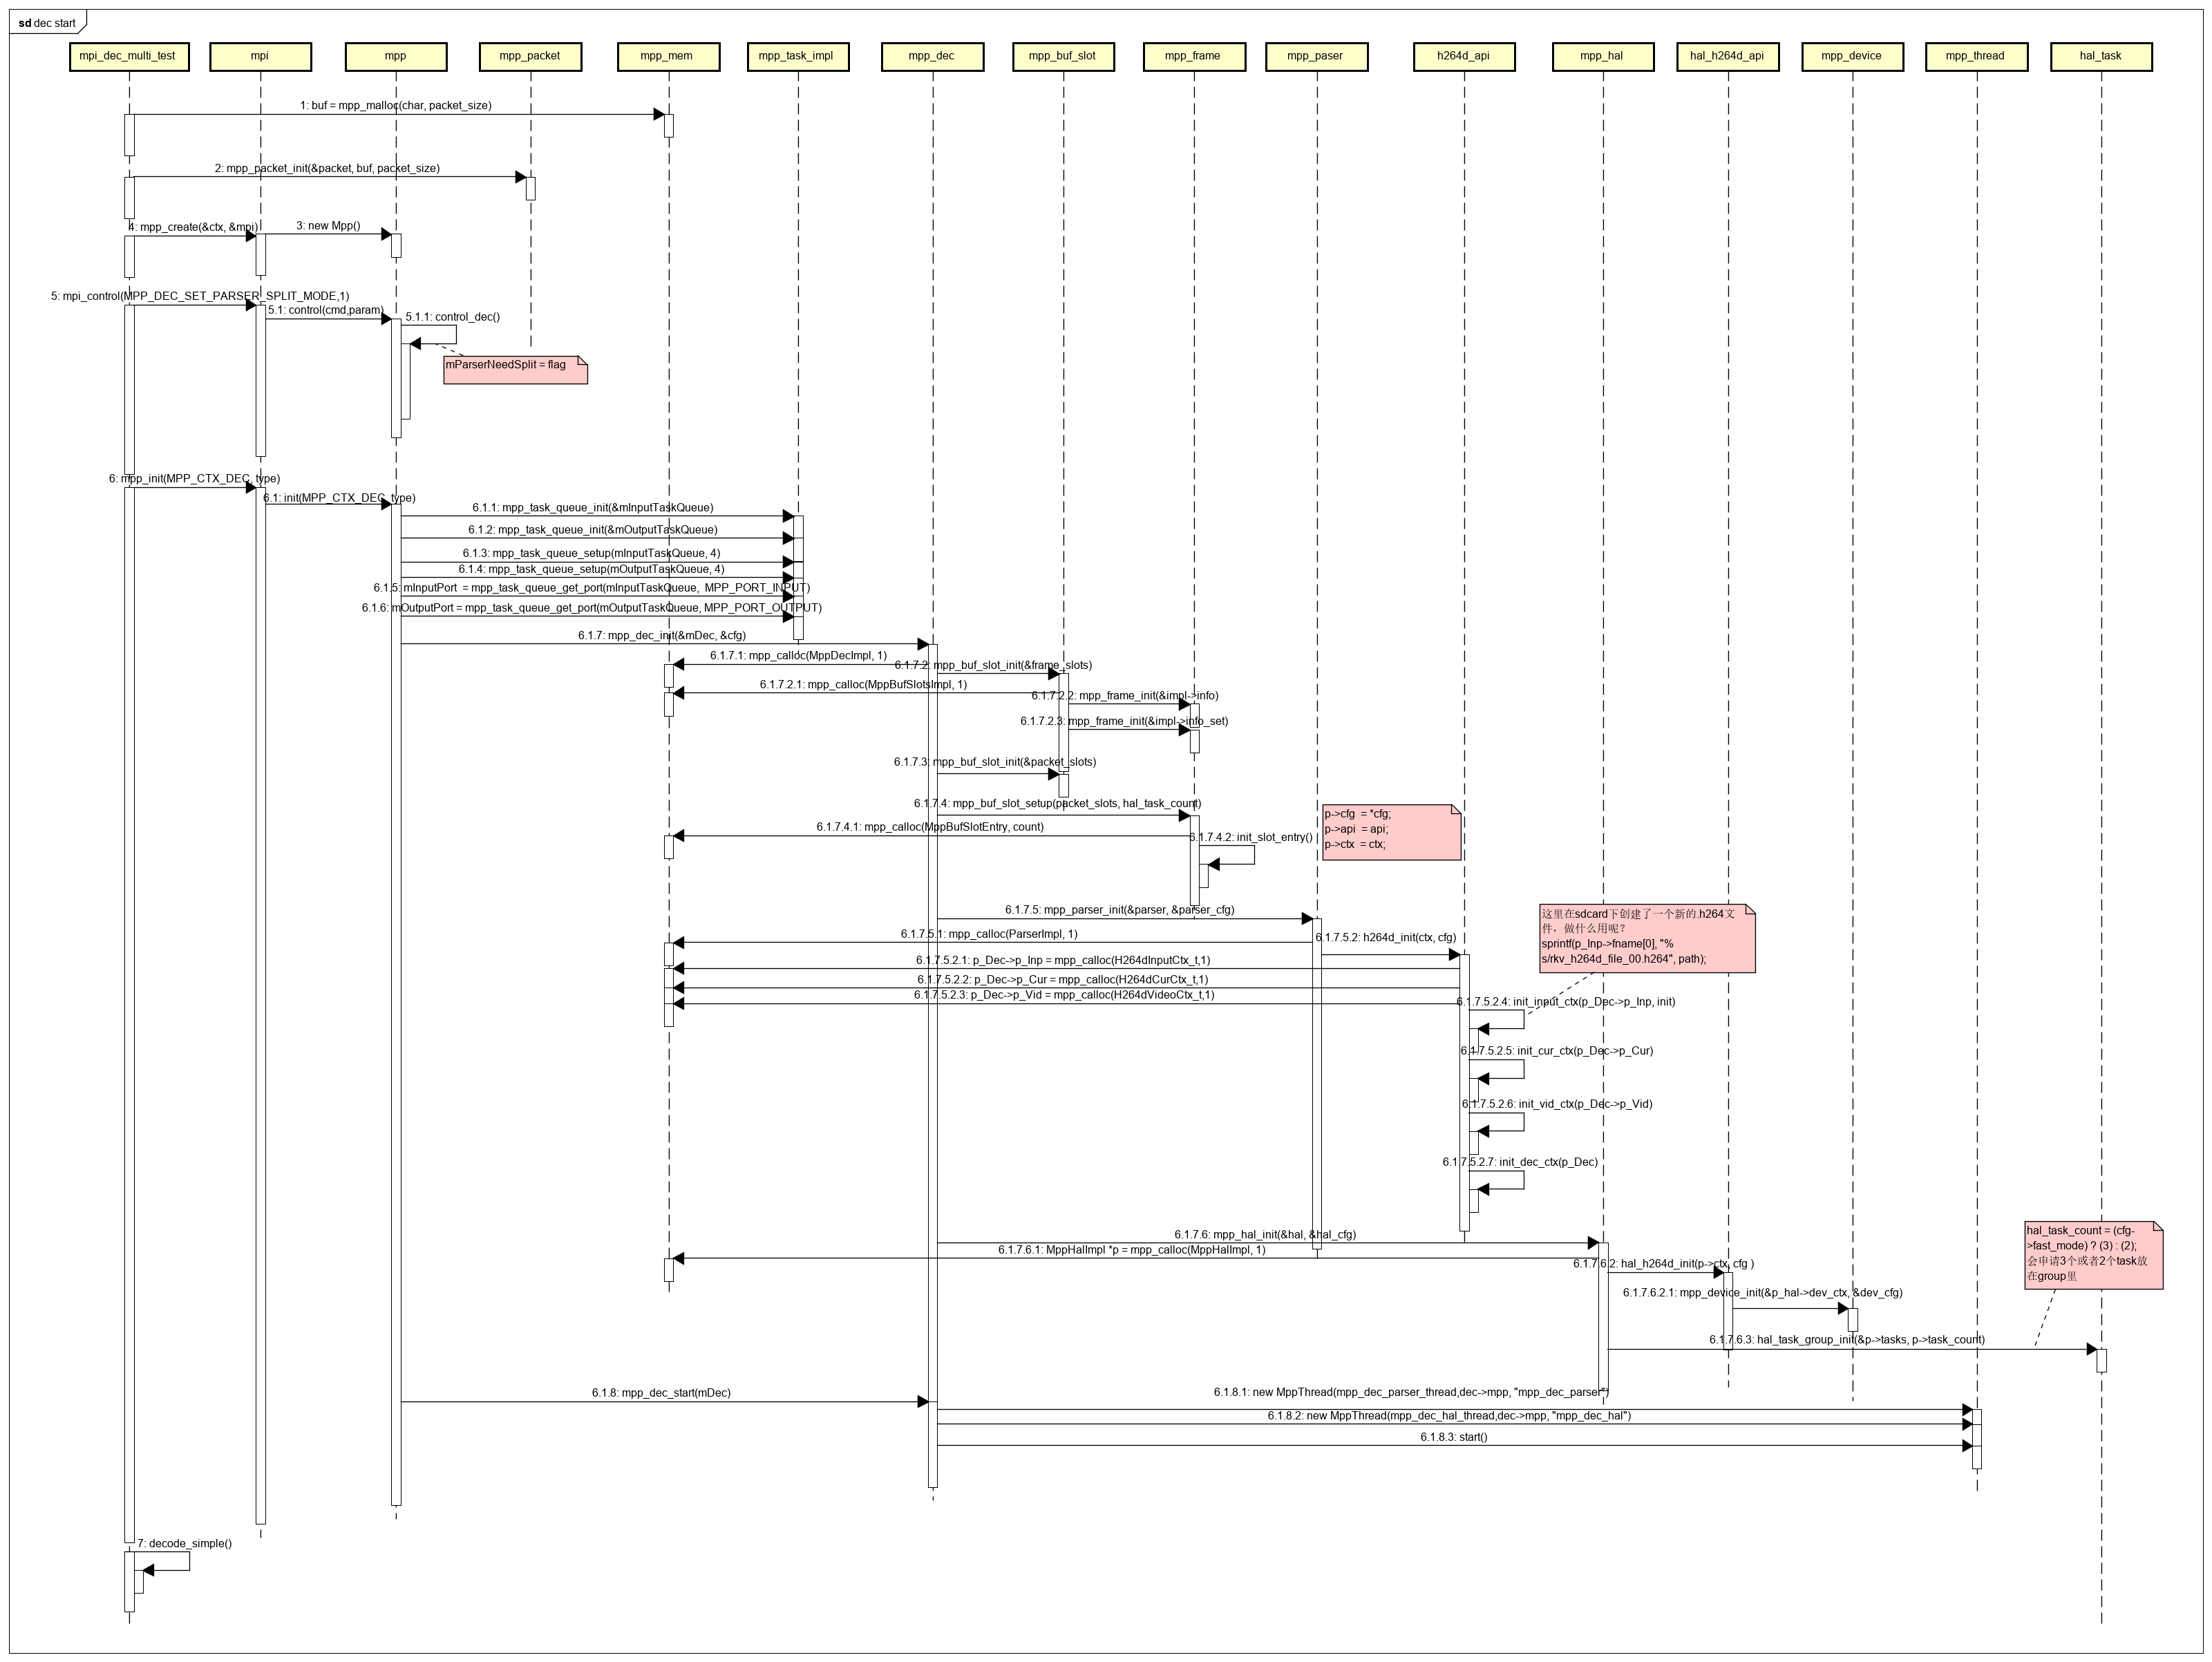 sd dec start
mpi_dec_multi_test
mpi
mpp
mpp_packet
mpp_mem
mpp_task_impl
mpp_dec
mpp_buf_slot
mpp_frame
mpp_paser
h264d_api
mpp_hal
hal_h264d_api
mpp_device
mpp_thread
hal_task
1: buf = mpp_malloc(char, packet_size)
2: mpp_packet_init(&packet, buf, packet_size)
4: mpp_create(&ctx, &mpi)
3: new Mpp()
5: mpi_control(MPP_DEC_SET_PARSER_SPLIT_MODE,1)
5.1: control(cmd,param)
5.1.1: control_dec()
mParserNeedSplit = flag
6: mpp_init(MPP_CTX_DEC, type)
6.1: init(MPP_CTX_DEC, type)
6.1.1: mpp_task_queue_init(&mInputTaskQueue)
6.1.2: mpp_task_queue_init(&mOutputTaskQueue)
6.1.3: mpp_task_queue_setup(mInputTaskQueue, 4)
6.1.4: mpp_task_queue_setup(mOutputTaskQueue, 4)
6.1.5: mInputPort  = mpp_task_queue_get_port(mInputTaskQueue,  MPP_PORT_INPUT)
6.1.6: mOutputPort = mpp_task_queue_get_port(mOutputTaskQueue, MPP_PORT_OUTPUT)
6.1.7: mpp_dec_init(&mDec, &cfg)
6.1.7.1: mpp_calloc(MppDecImpl, 1)
6.1.7.2: mpp_buf_slot_init(&frame_slots)
6.1.7.2.1: mpp_calloc(MppBufSlotsImpl, 1)
6.1.7.2.2: mpp_frame_init(&impl->info)
6.1.7.2.3: mpp_frame_init(&impl->info_set)
6.1.7.3: mpp_buf_slot_init(&packet_slots)
6.1.7.4: mpp_buf_slot_setup(packet_slots, hal_task_count)
6.1.7.4.1: mpp_calloc(MppBufSlotEntry, count)
6.1.7.4.2: init_slot_entry()
p->cfg  = *cfg;
p->api  = api;
p->ctx  = ctx;
6.1.7.5: mpp_parser_init(&parser, &parser_cfg)
6.1.7.5.1: mpp_calloc(ParserImpl, 1)
6.1.7.5.2: h264d_init(ctx, cfg)
这里在sdcard下创建了一个新的.h264文
件，做什么用呢？
sprintf(p_Inp->fname[0], "%
s/rkv_h264d_file_00.h264", path);
6.1.7.5.2.1: p_Dec->p_Inp = mpp_calloc(H264dInputCtx_t,1)
6.1.7.5.2.2: p_Dec->p_Cur = mpp_calloc(H264dCurCtx_t,1)
6.1.7.5.2.3: p_Dec->p_Vid = mpp_calloc(H264dVideoCtx_t,1)
6.1.7.5.2.4: init_input_ctx(p_Dec->p_Inp, init)
6.1.7.5.2.5: init_cur_ctx(p_Dec->p_Cur)
6.1.7.5.2.6: init_vid_ctx(p_Dec->p_Vid)
6.1.7.5.2.7: init_dec_ctx(p_Dec)
6.1.7.6: mpp_hal_init(&hal, &hal_cfg)
6.1.7.6.1: MppHalImpl *p = mpp_calloc(MppHalImpl, 1)
6.1.7.6.2: hal_h264d_init(p->ctx, cfg )
hal_task_count = (cfg-
>fast_mode) ? (3) : (2);
会申请3个或者2个task放
在group里
6.1.7.6.2.1: mpp_device_init(&p_hal->dev_ctx, &dev_cfg)
6.1.7.6.3: hal_task_group_init(&p->tasks, p->task_count)
6.1.8: mpp_dec_start(mDec)
6.1.8.1: new MppThread(mpp_dec_parser_thread,dec->mpp, "mpp_dec_parser")
6.1.8.2: new MppThread(mpp_dec_hal_thread,dec->mpp, "mpp_dec_hal")
6.1.8.3: start()
7: decode_simple()